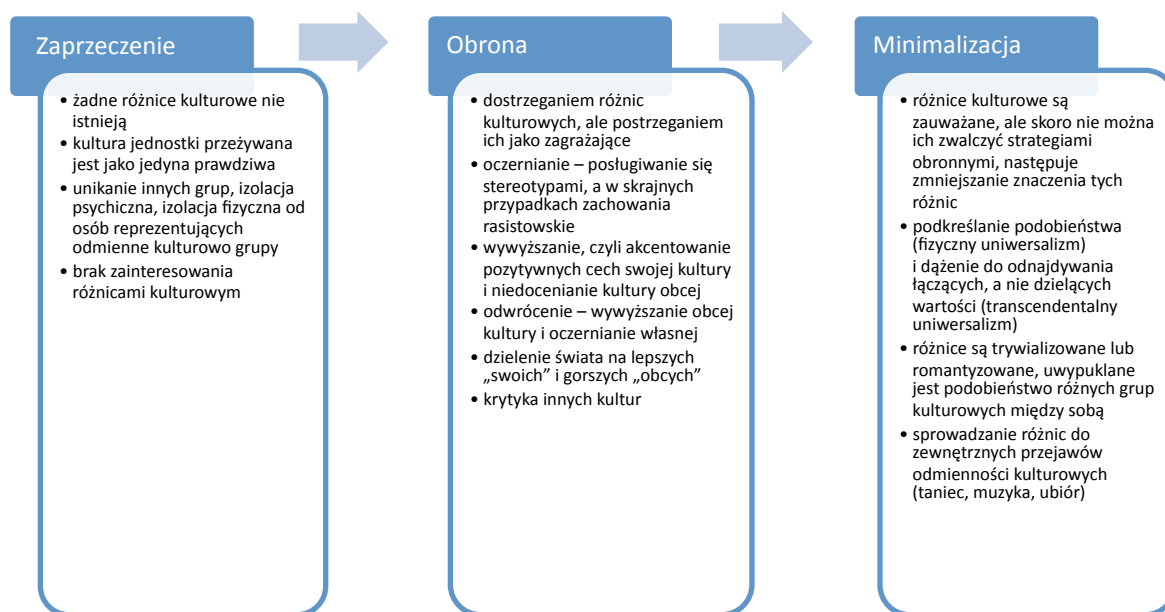 Zaprzeczenie
• żadne różnice kulturowe nie
istnieją
• kultura jednostki przeżywana
jest jako jedyna prawdziwa
• unikanie innych grup, izolacja
psychiczna, izolacja fizyczna od
osób reprezentujących
odmienne kulturowo grupy
• brak zainteresowania
różnicami kulturowym
Obrona
• dostrzeganiem różnic
kulturowych, ale postrzeganiem
ich jako zagrażające
• oczernianie – posługiwanie się
stereotypami, a w skrajnych
przypadkach zachowania
rasistowskie
• wywyższanie, czyli akcentowanie
pozytywnych cech swojej kultury
i niedocenianie kultury obcej
• odwrócenie – wywyższanie obcej
kultury i oczernianie własnej
• dzielenie świata na lepszych
„swoich” i gorszych „obcych”
• krytyka innych kultur
Minimalizacja
• różnice kulturowe są
zauważane, ale skoro nie można
ich zwalczyć strategiami
obronnymi, następuje
zmniejszanie znaczenia tych
różnic
• podkreślanie podobieństwa
(fizyczny uniwersalizm)
i dążenie do odnajdywania
łączących, a nie dzielących
wartości (transcendentalny
uniwersalizm)
• różnice są trywializowane lub
romantyzowane, uwypuklane
jest podobieństwo różnych grup
kulturowych między sobą
• sprowadzanie różnic do
zewnętrznych przejawów
odmienności kulturowych
(taniec, muzyka, ubiór)